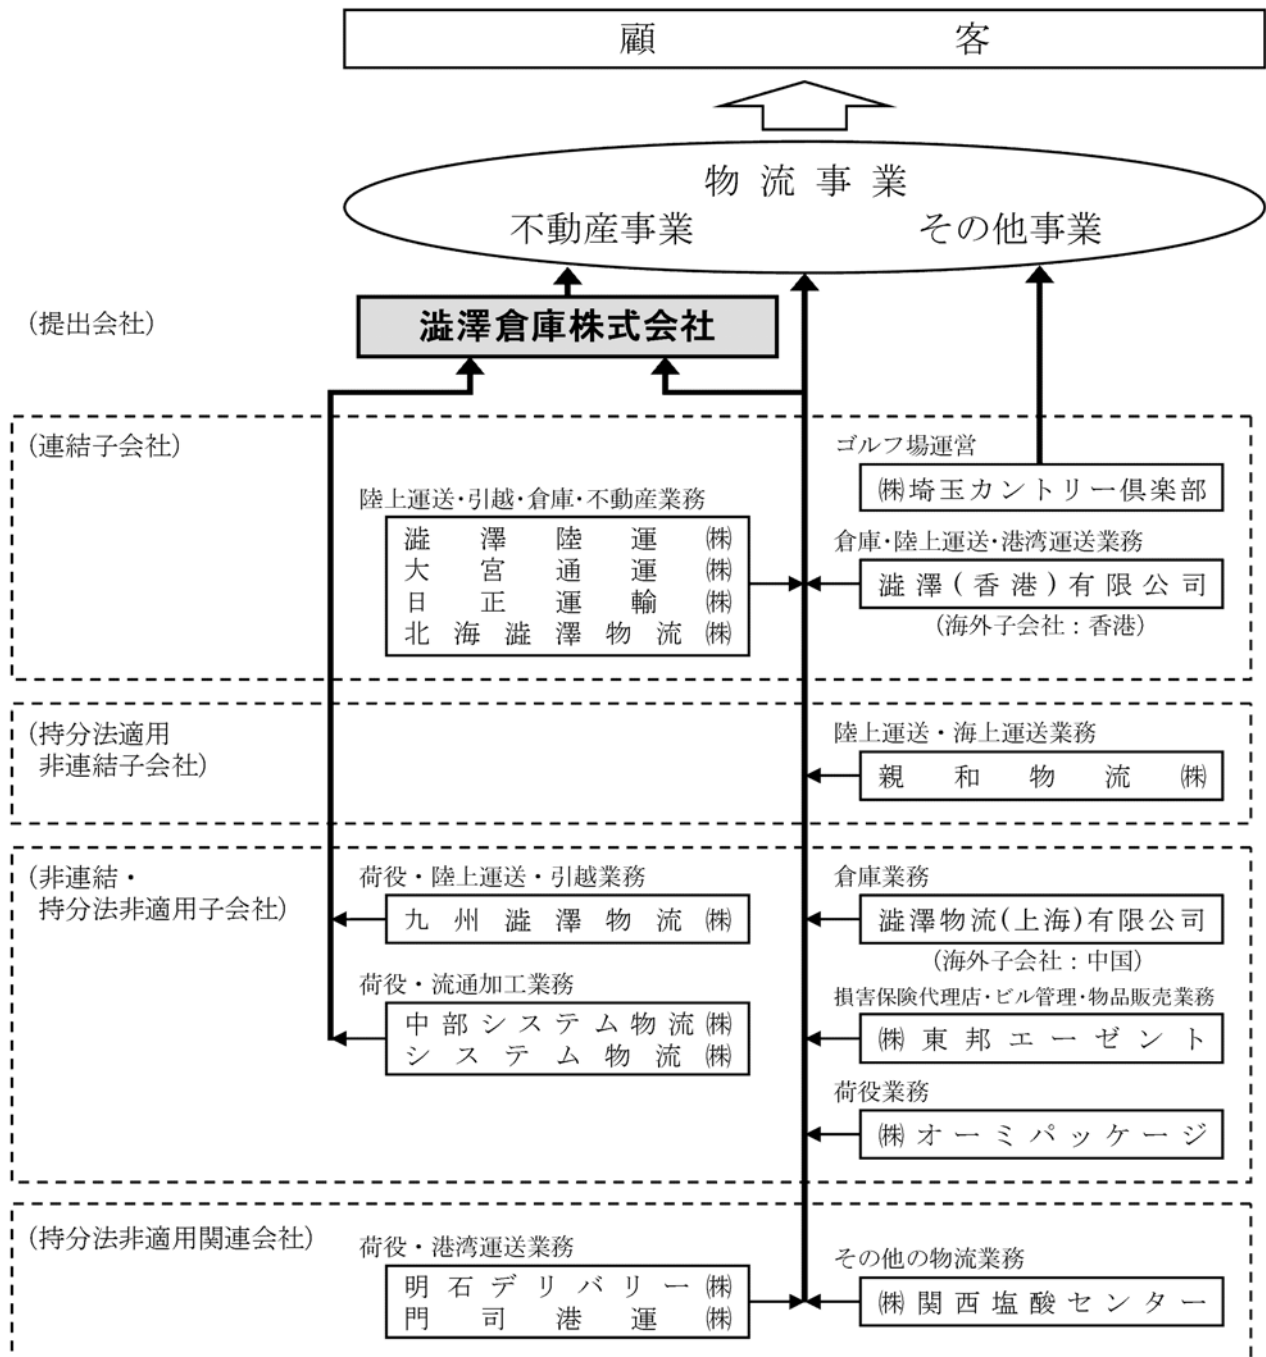 顧客
物流事業
不動産事業 その他事業
(提出会社)
澁澤倉庫株式会社
(連結子会社)
ゴルフ場運営
㈱埼玉カントリー倶楽部
陸上運送・引越・倉庫・不動産業務
澁澤陸運㈱
大宮通運㈱
日正運輸㈱
北海澁澤物流㈱
倉庫・陸上運送・港湾運送業務
澁澤(香港)有限公司
(海外子会社：香港)
(持分法適用
非連結子会社)
陸上運送・海上運送業務
親和物流㈱
(非連結・
持分法非適用子会社)
荷役・陸上運送・引越業務
九州澁澤物流㈱
倉庫業務
澁澤物流(上海)有限公司
(海外子会社：中国)
荷役・流通加工業務
中部システム物流㈱
システム物流㈱
損害保険代理店・ビル管理・物品販売業務
㈱東邦エーゼント
荷役業務
㈱オーミパッケージ
(持分法非適用関連会社)
荷役・港湾運送業務
明石デリバリー㈱
門司港運㈱
その他の物流業務
㈱関西塩酸センター